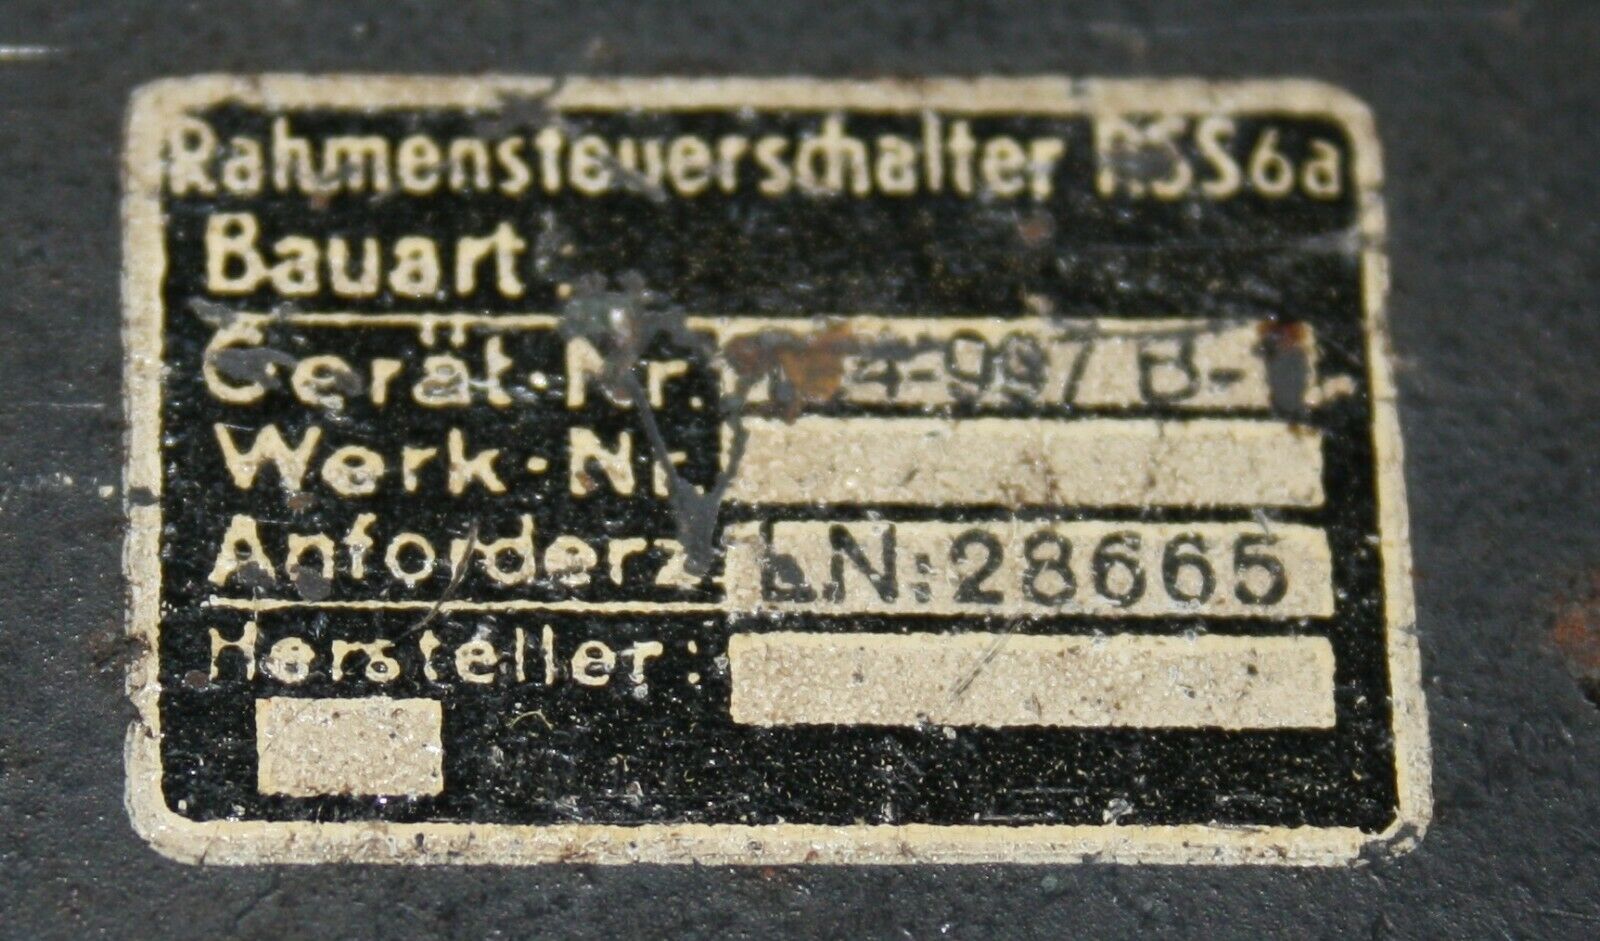 Rahmensteuerschalter RSS6a
Bauart
Gerät-Nr.
Werk-Nr.
Anforderz. LN:28665
Hersteller: